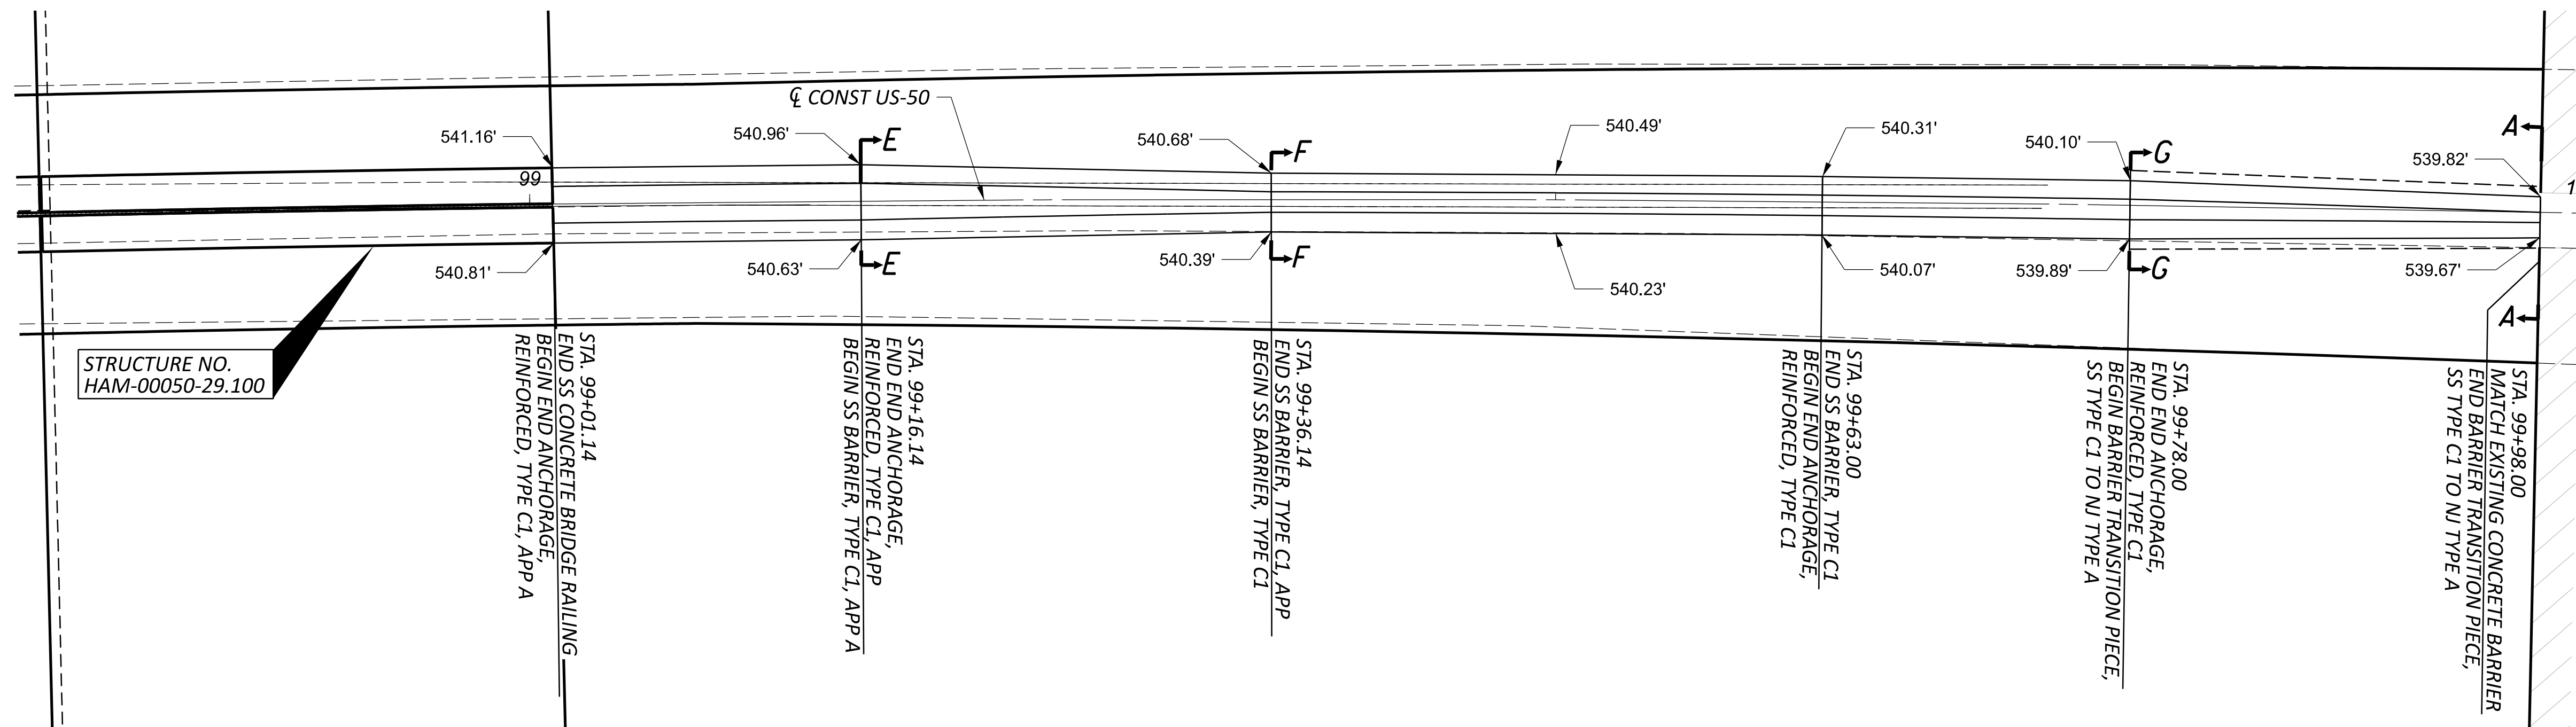 ℄ CONST US-50
541.16'
540.96'
540.68'
540.49'
540.31'
540.10'
539.82'
E
F
G
A
99
1
540.81'
540.63'
540.39'
540.23'
540.07'
539.89'
539.67'
E
F
G
A
STRUCTURE NO.
HAM-00050-29.100
STA. 99+01.14
END SS CONCRETE BRIDGE RAILING
BEGIN END ANCHORAGE,
REINFORCED, TYPE C1, APP A
STA. 99+16.14
END END ANCHORAGE,
REINFORCED, TYPE C1, APP
BEGIN SS BARRIER, TYPE C1, APP A
STA. 99+36.14
END SS BARRIER, TYPE C1, APP
BEGIN SS BARRIER, TYPE C1
STA. 99+63.00
END SS BARRIER, TYPE C1
BEGIN END ANCHORAGE,
REINFORCED, TYPE C1
STA. 99+78.00
END END ANCHORAGE,
REINFORCED, TYPE C1
BEGIN BARRIER TRANSITION PIECE,
SS TYPE C1 TO NJ TYPE A
STA. 99+98.00
MATCH EXISTING CONCRETE BARRIER
END BARRIER TRANSITION PIECE,
SS TYPE C1 TO NJ TYPE A